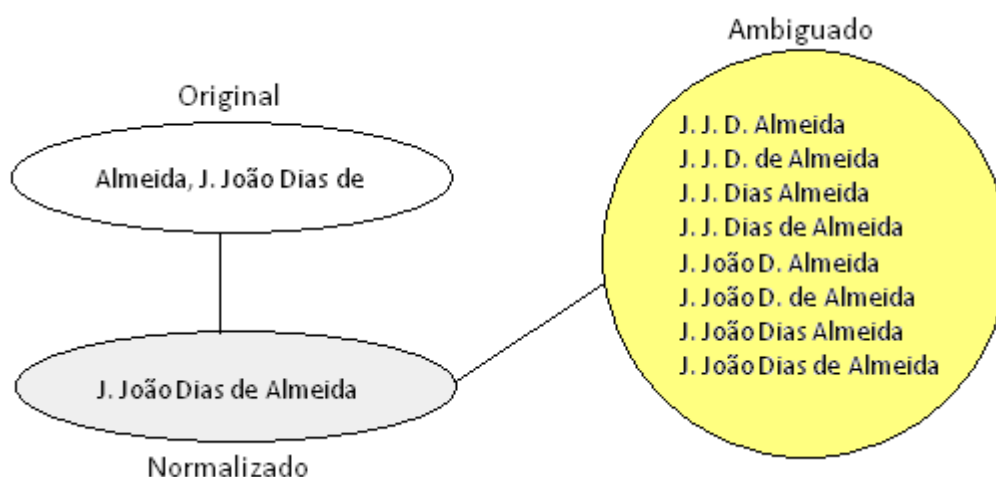 Original
Almeida, J. João Dias de
J. João Dias de Almeida
Normalizado
Ambiguado
J. J. D. Almeida
J. J. D. de Almeida
J. J. Dias Almeida
J. J. Dias de Almeida
J. João D. Almeida
J. João D. de Almeida
J. João Dias Almeida
J. João Dias de Almeida